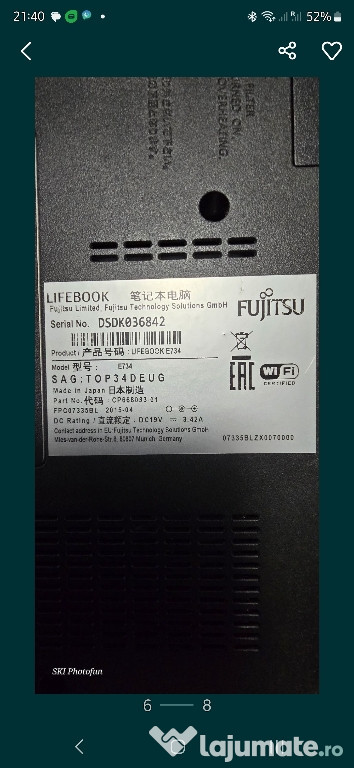 21:40
52%
LIFEBOOK 笔记本电脑
Fujitsu Limited, Fujitsu Technology Solutions GmbH
FUJITSU
Serial No. DSDK036842
Product / 产品号码 : LIFEBOOK E734
Model 型号 : E734
SAG:TOP34DEUG
Made in Japan 日本制造
EAC
Wi Fi
CERTIFIED
Part No. 代码 : CP668093-01
FPC07335BL 2015-04
DC Rating / 直流额定 : DC19V 3.42A
Contact address in EU:Fujitsu Technology Solutions GmbH
Mies-van-der-Rohe-Str.8, 80807 Munich, Germany
07335BLZX0070000
SKI Photofun
6 8
lajumate.ro